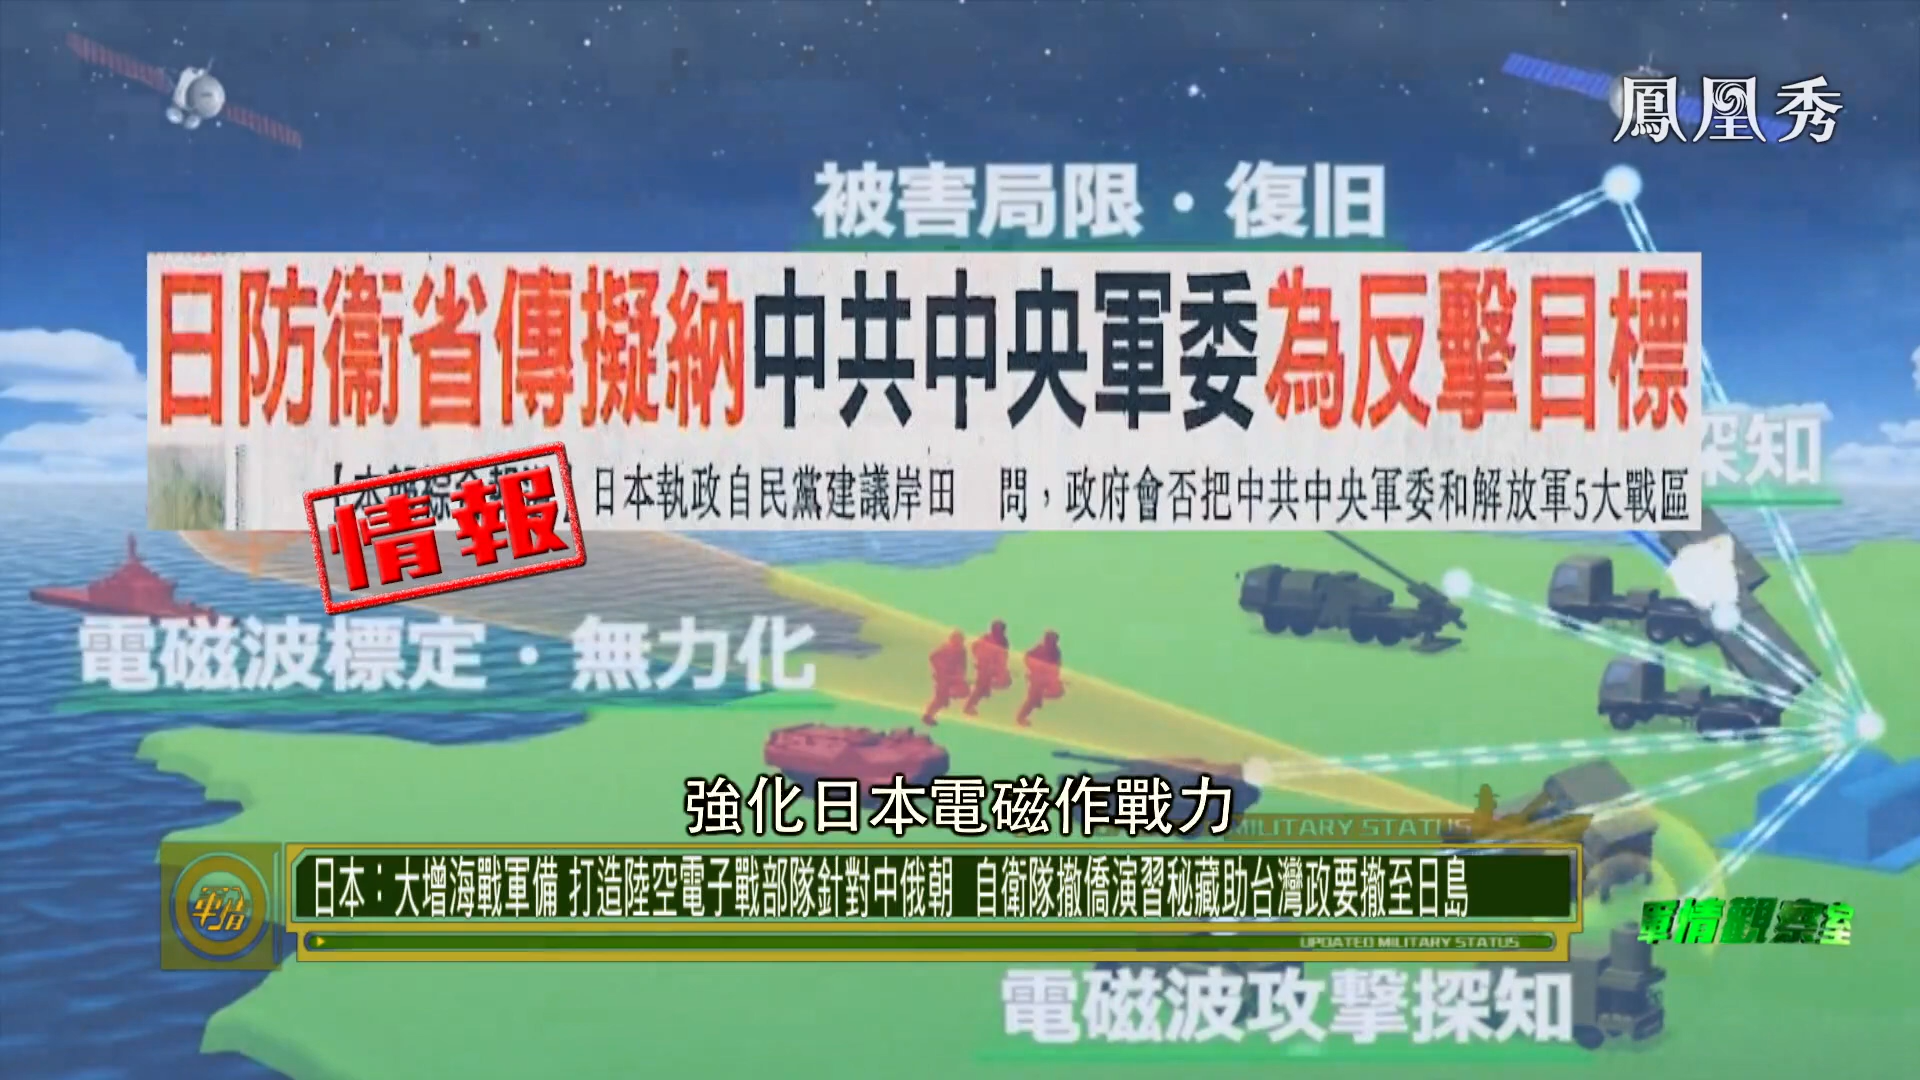 鳳凰秀
被害局限・復旧
日防衞省傳擬納中共中央軍委為反擊目標
探知
日本執政自民黨建議岸田 問，政府會否把中共中央軍委和解放軍5大戰區
情報
電磁波標定・無力化
強化日本電磁作戰力
MILITARY STATUS
日本：大增海戰軍備 打造陸空電子戰部隊針對中俄朝 自衛隊撤僑演習秘藏助台灣政要撤至日島
軍情
軍情觀察室
UPDATED MILITARY STATUS
電磁波攻撃探知